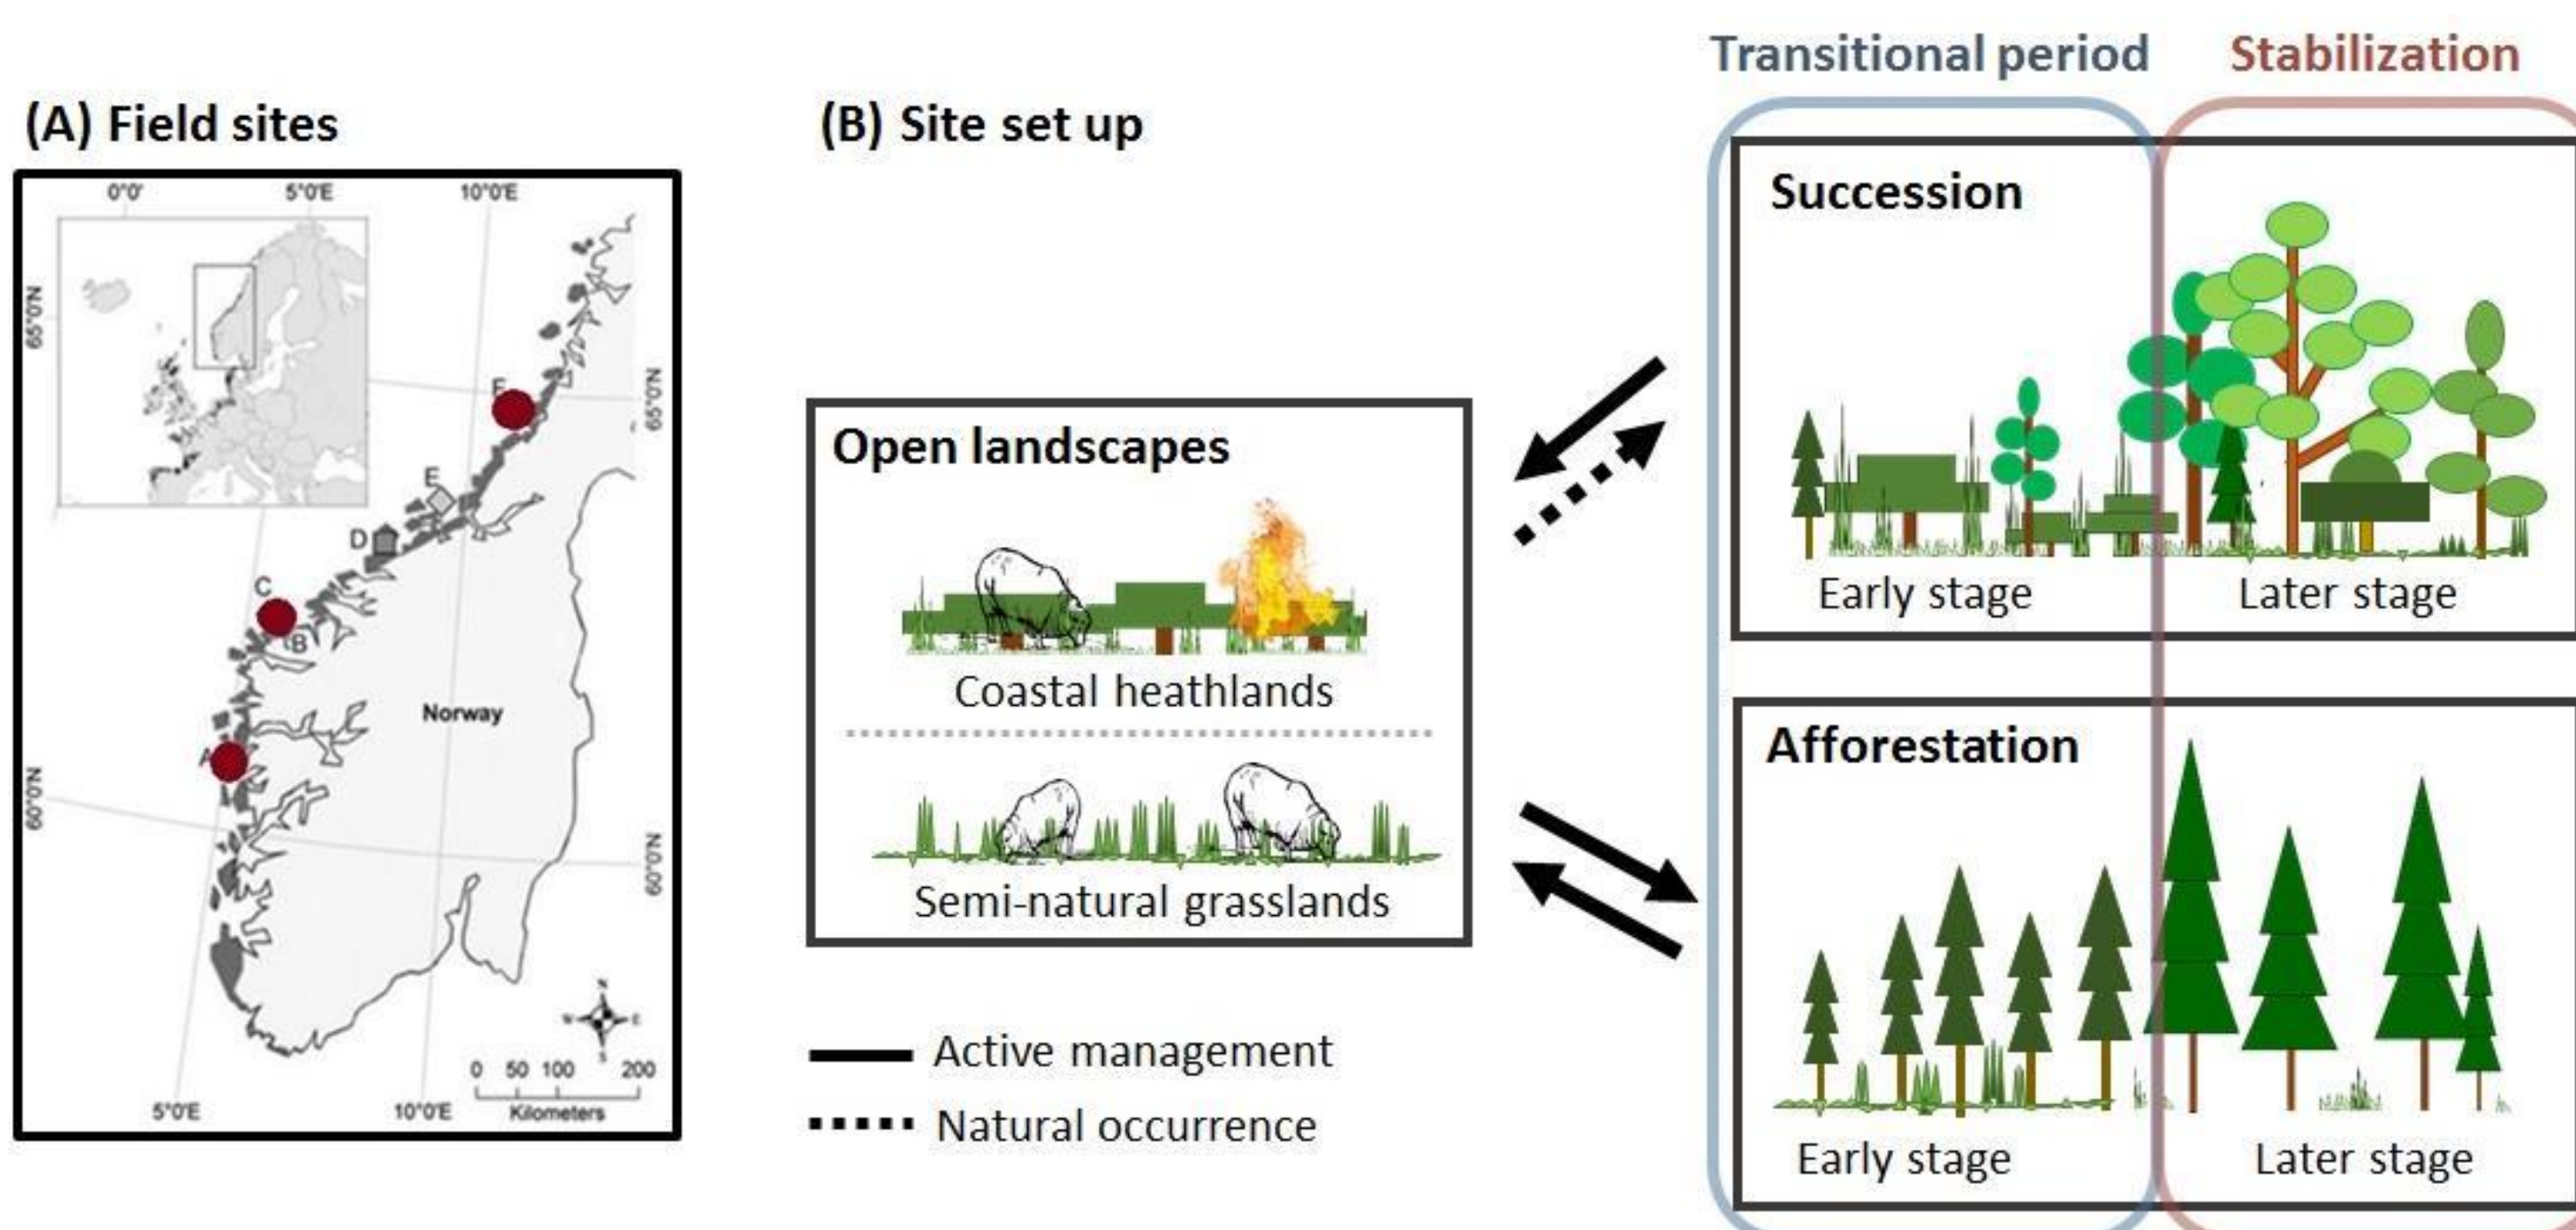 Transitional period
Stabilization
(A) Field sites
(B) Site set up
0°0'
5°0'E
10°0'E
65°0'N
65°0'N
E
D
C
B
A
Norway
60°0'N
60°0'N
N
W
E
S
0 50 100 200
Kilometers
5°0'E
10°0'E
Open landscapes
Coastal heathlands
Semi-natural grasslands
Active management
Natural occurrence
Succession
Early stage
Later stage
Afforestation
Early stage
Later stage